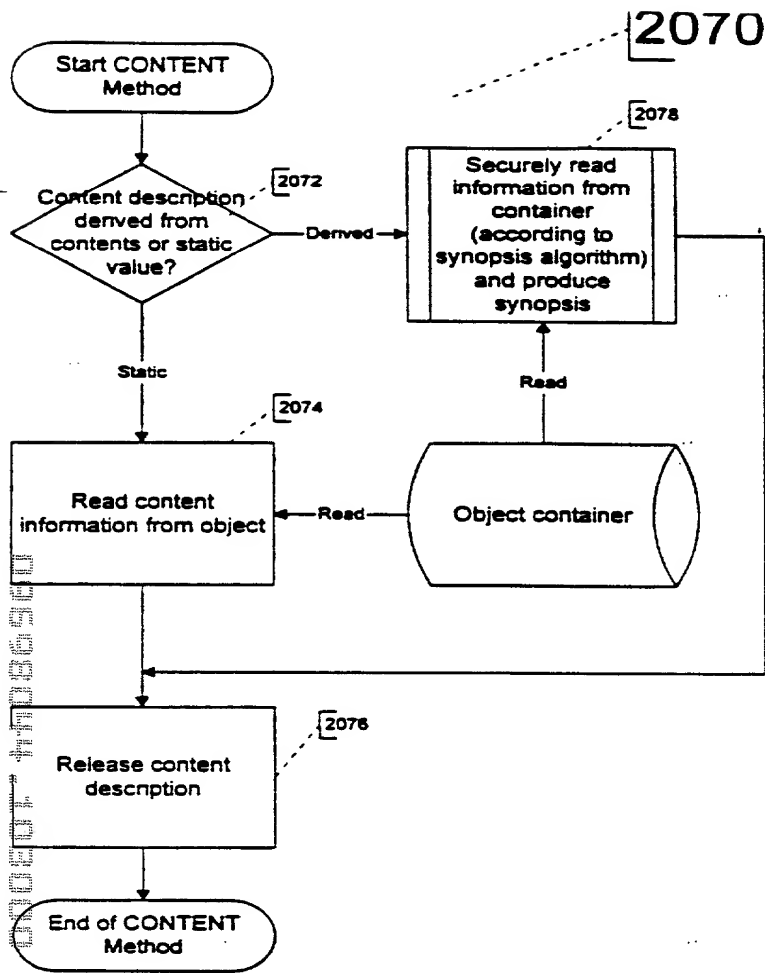 2070
Start CONTENT
Method
2078
Securely read
information from
container
(according to
synopsis algorithm)
and produce
synopsis
2072
Content description
derived from
contents or static
value?
Derived
Static
Read
2074
Read content
information from object
Read
Object container
2076
Release content
description
End of CONTENT
Method